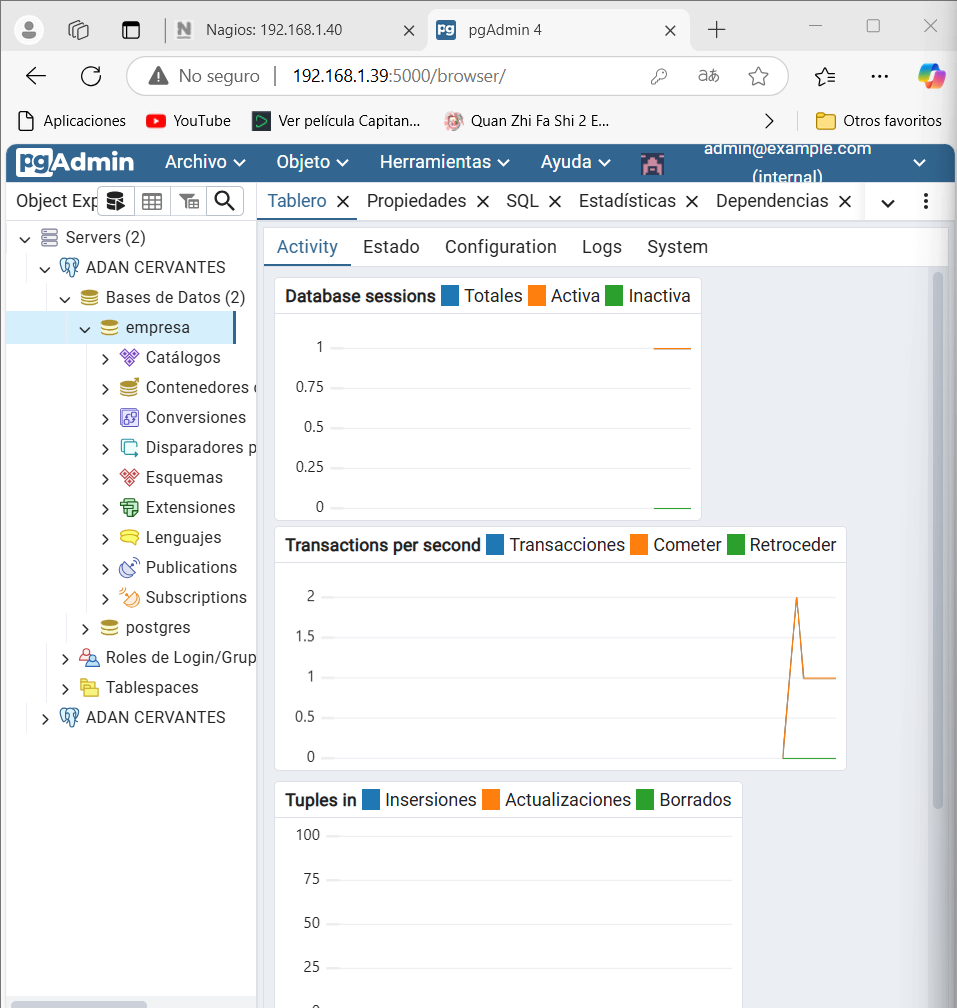 Nagios: 192.168.1.40
pgAdmin 4
No seguro
192.168.1.39:5000/browser/
Aplicaciones
YouTube
Ver película Capitan...
Quan Zhi Fa Shi 2 E...
Otros favoritos
pgAdmin
Archivo
Objeto
Herramientas
Ayuda
admin@example.com
(internal)
Object Exp
Tablero
Propiedades
SQL
Estadísticas
Dependencias
Activity
Estado
Configuration
Logs
System
Servers (2)
ADAN CERVANTES
Bases de Datos (2)
empresa
Catálogos
Contenedores
Conversiones
Disparadores p
Esquemas
Extensiones
Lenguajes
Publications
Subscriptions
postgres
Roles de Login/Grup
Tablespaces
ADAN CERVANTES
Database sessions Totales Activa Inactiva
1
0.75
0.5
0.25
0
Transactions per second Transacciones Cometer Retroceder
2
1.5
1
0.5
0
Tuples in Insersiones Actualizaciones Borrados
100
75
50
25